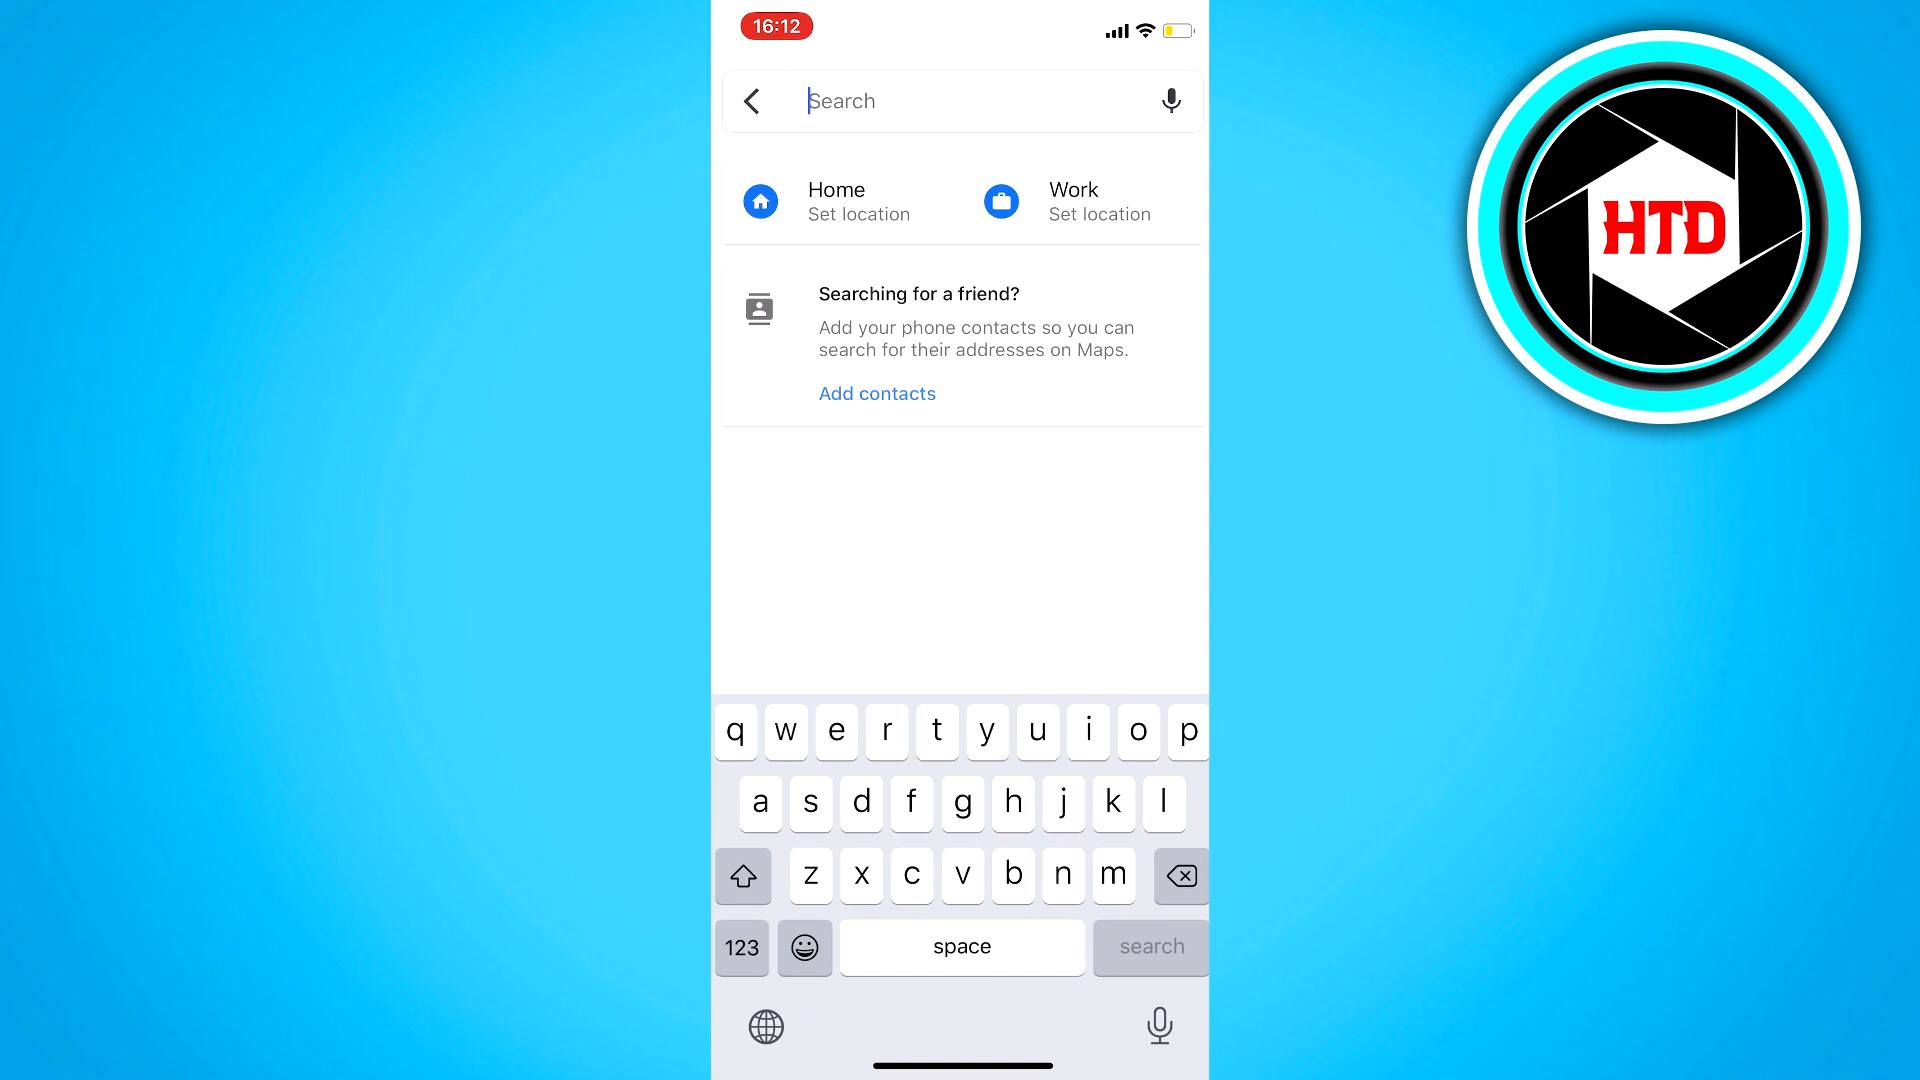 16:12
Search
Home
Set location
Work
Set location
Searching for a friend?
Add your phone contacts so you can
search for their addresses on Maps.
Add contacts
q w e r t y u i o p
a s d f g h j k l
z x c v b n m
123 space search
HTD